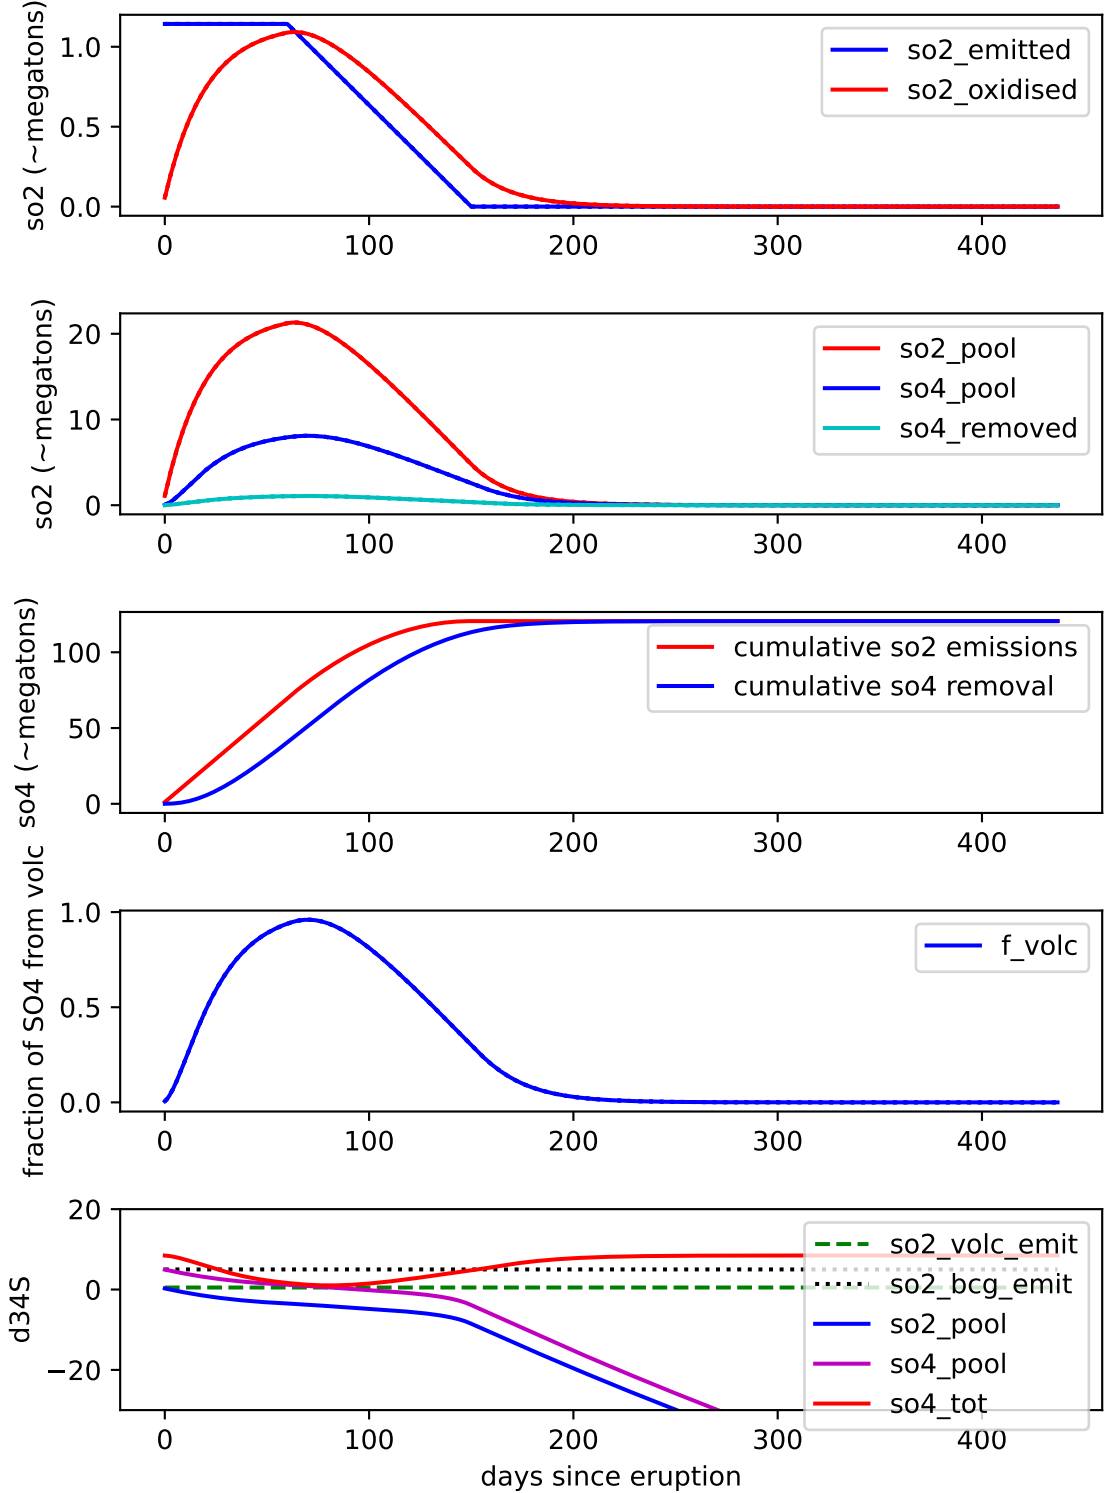 so2 (~megatons)
1.0
0.5
0.0
so2_emitted
so2_oxidised
0 100 200 300 400
so2 (~megatons)
20
10
0
so2_pool
so4_pool
so4_removed
0 100 200 300 400
so4 (~megatons)
100
50
0
cumulative so2 emissions
cumulative so4 removal
0 100 200 300 400
fraction of SO4 from volc
1.0
0.5
0.0
f_volc
0 100 200 300 400
d34S
20
0
−20
so2_volc_emit
so2_bcg_emit
so2_pool
so4_pool
so4_tot
0 100 200 300 400
days since eruption